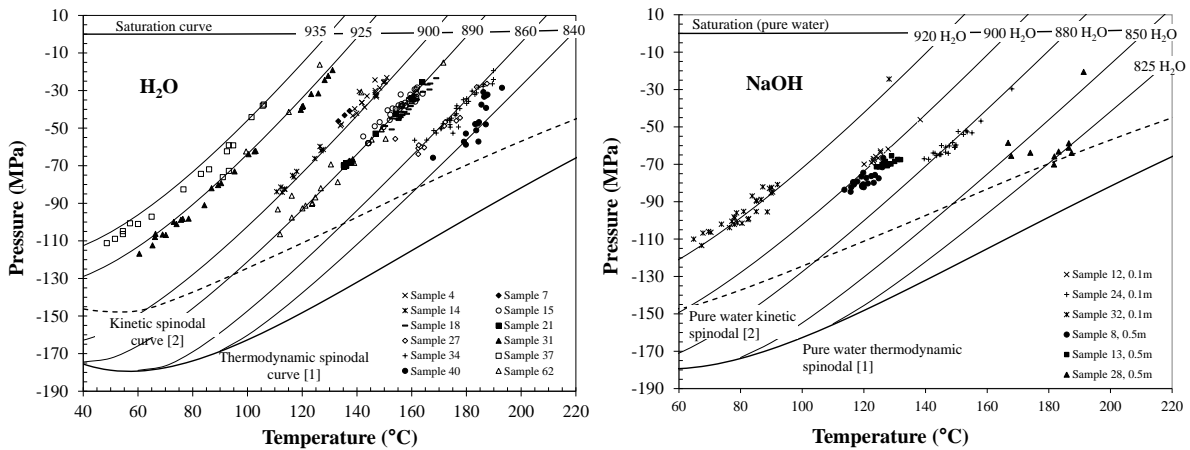 10
-10
-30
-50
-70
-90
-110
-130
-150
-170
-190
Pressure (MPa)
Saturation curve
935
925
900
890
860
840
H₂O
Kinetic spinodal
curve [2]
Thermodynamic spinodal
curve [1]
Sample 4
Sample 7
Sample 14
Sample 15
Sample 18
Sample 21
Sample 27
Sample 31
Sample 34
Sample 37
Sample 40
Sample 62
40
60
80
100
120
140
160
180
200
220
Temperature (°C)
10
-10
-30
-50
-70
-90
-110
-130
-150
-170
-190
Pressure (MPa)
Saturation (pure water)
920 H₂O
900 H₂O
880 H₂O
850 H₂O
825 H₂O
NaOH
Pure water kinetic
spinodal [2]
Pure water thermodynamic
spinodal [1]
Sample 12, 0.1m
Sample 24, 0.1m
Sample 32, 0.1m
Sample 8, 0.5m
Sample 13, 0.5m
Sample 28, 0.5m
60
80
100
120
140
160
180
200
220
Temperature (°C)